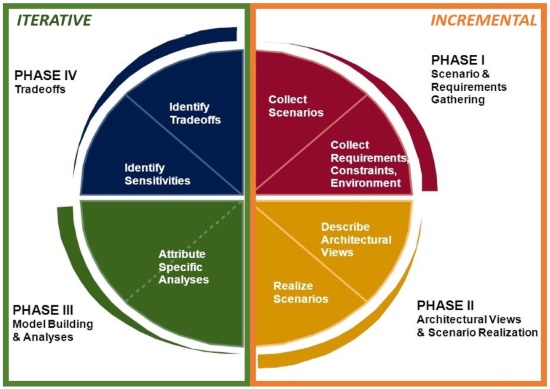 ITERATIVE
INCREMENTAL
PHASE IV
Tradeoffs
PHASE I
Scenario &
Requirements
Gathering
Identify
Tradeoffs
Identify
Sensitivities
Collect
Scenarios
Collect
Requirements,
Constraints,
Environment
Attribute
Specific
Analyses
Describe
Architectural
Views
Realize
Scenarios
PHASE III
Model Building
& Analyses
PHASE II
Architectural Views
& Scenario Realization